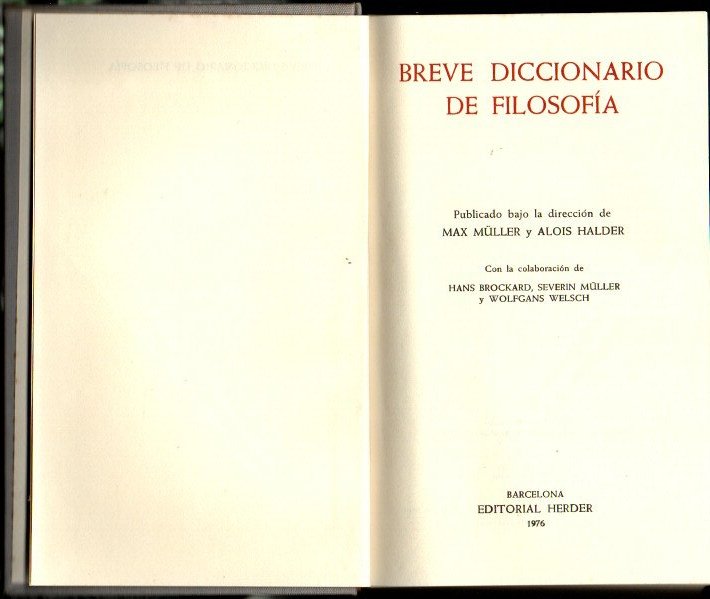 BREVE DICCIONARIO
DE FILOSOFÍA
Publicado bajo la dirección de
MAX MÜLLER y ALOIS HALDER
Con la colaboración de
HANS BROCKARD, SEVERIN MÜLLER
y WOLFGANS WELSCH
BARCELONA
EDITORIAL HERDER
1976